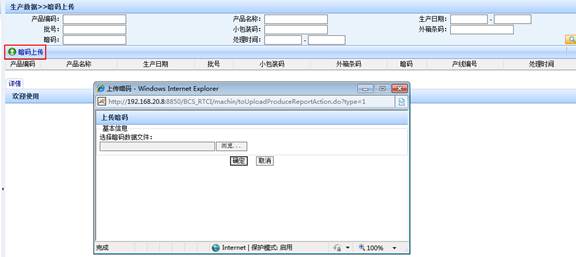 生产数据>>暗码上传
产品编码: 产品名称: 生产日期: -
批号: 小包装码: 外箱条码:
暗码: 处理时间: -
暗码上传
产品编码 产品名称 生产日期 批号 小包装码 外箱条码 暗码 产线编号 处理时间
详情
欢迎使用
上传暗码 - Windows Internet Explorer
http://192.168.20.8:8850/BCS_RTCI/machin/toUploadProduceReportAction.do?type=1
上传暗码
基本信息
选择暗码数据文件:
浏览...
确定 取消
完成 Internet | 保护模式: 启用 100%